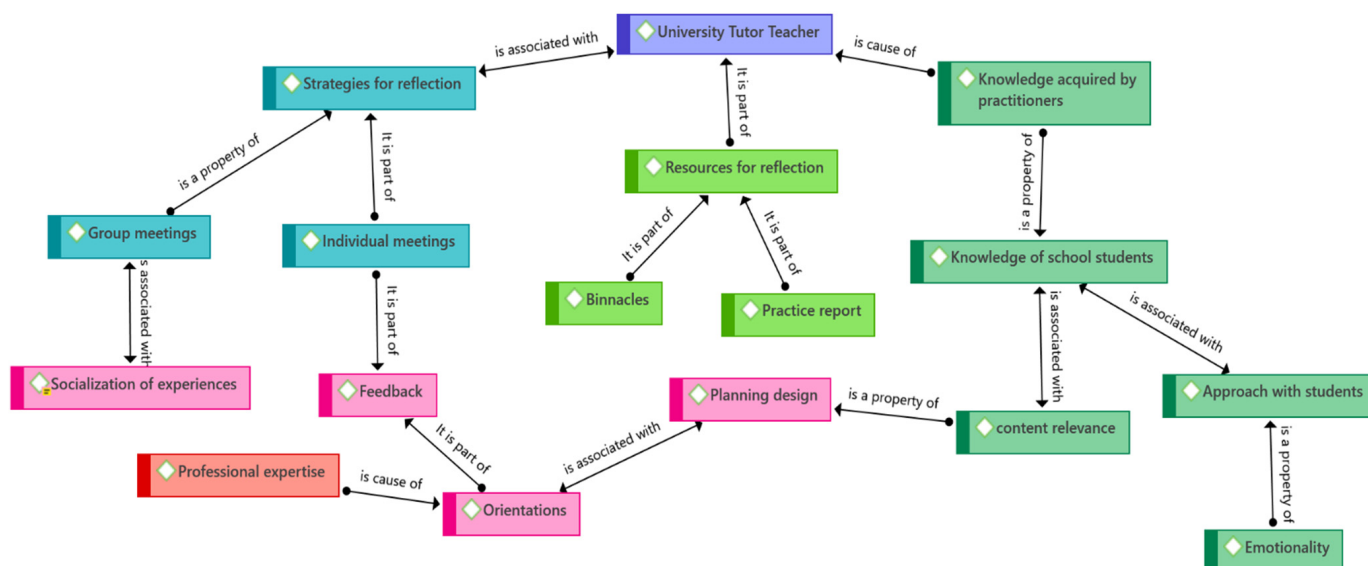 University Tutor Teacher
is associated with
is cause of
Strategies for reflection
It is part of
Knowledge acquired by
practitioners
is a property of
It is part of
Resources for reflection
is a property of
Group meetings
Individual meetings
It is part of
It is part of
Knowledge of school students
s associated with
It is part of
Binnacles
Practice report
is associated with
is associated with
Socialization of experiences
Feedback
Planning design
is a property of
Approach with students
content relevance
It is part of
is associated with
is a property of
Professional expertise
is cause of
Orientations
Emotionality